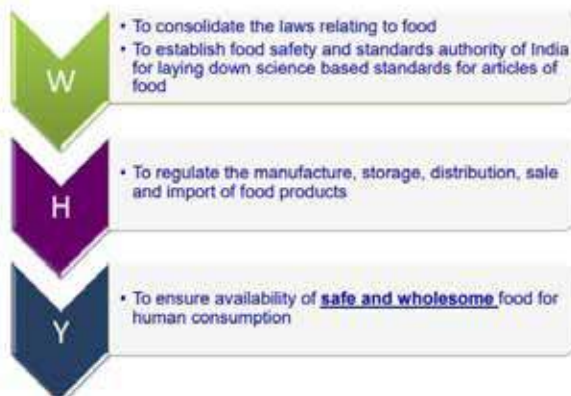 W
• To consolidate the laws relating to food
• To establish food safety and standards authority of India
for laying down science based standards for articles of
food
H
• To regulate the manufacture, storage, distribution, sale
and import of food products
Y
• To ensure availability of safe and wholesome food for
human consumption